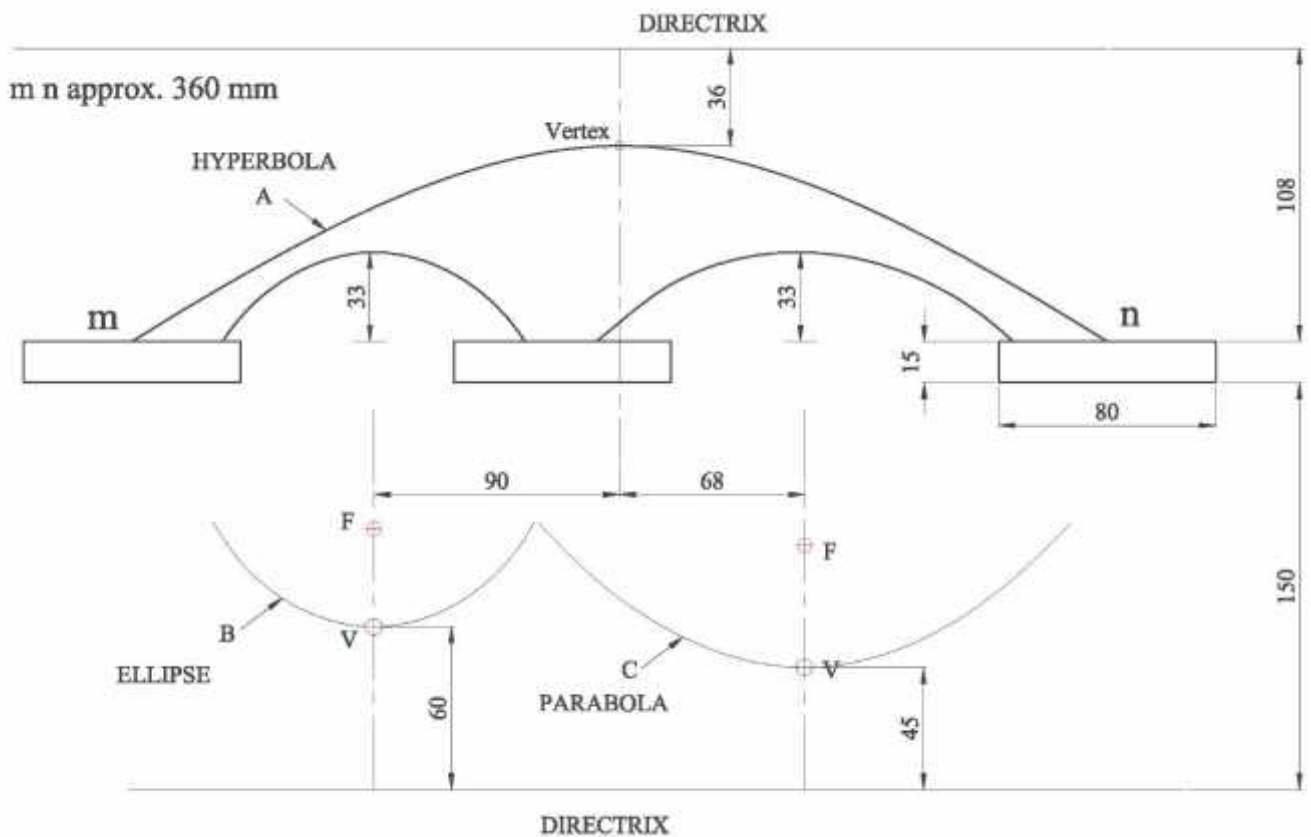 DIRECTRIX
m n approx. 360 mm
36
Vertex
HYPERBOLA
A
108
33
33
m
n
15
80
90
68
F
F
150
B
V
C
V
ELLIPSE
PARABOLA
60
45
DIRECTRIX